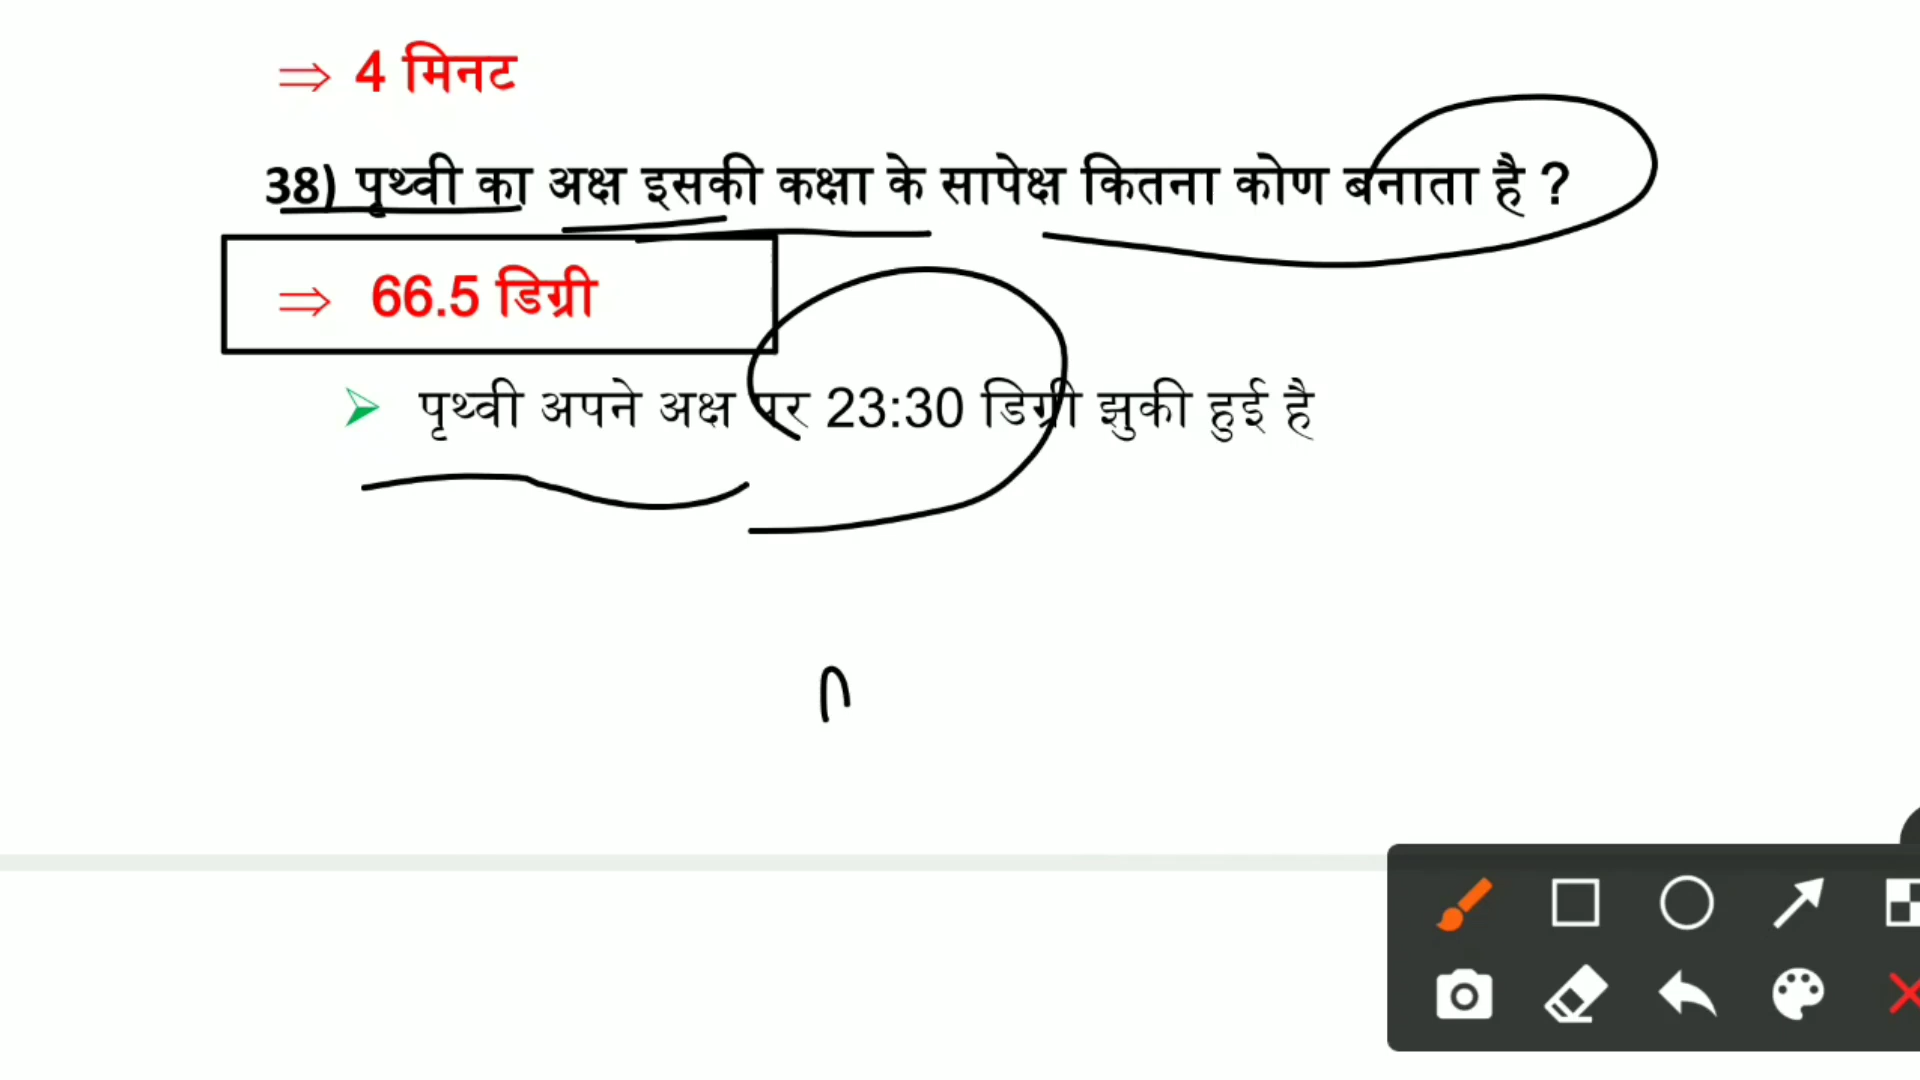 ⇒ 4 मिनट
38) पृथ्वी का अक्ष इसकी कक्षा के सापेक्ष कितना कोण बनाता है ?
⇒ 66.5 डिग्री
➢ पृथ्वी अपने अक्ष पर 23:30 डिग्री झुकी हुई है